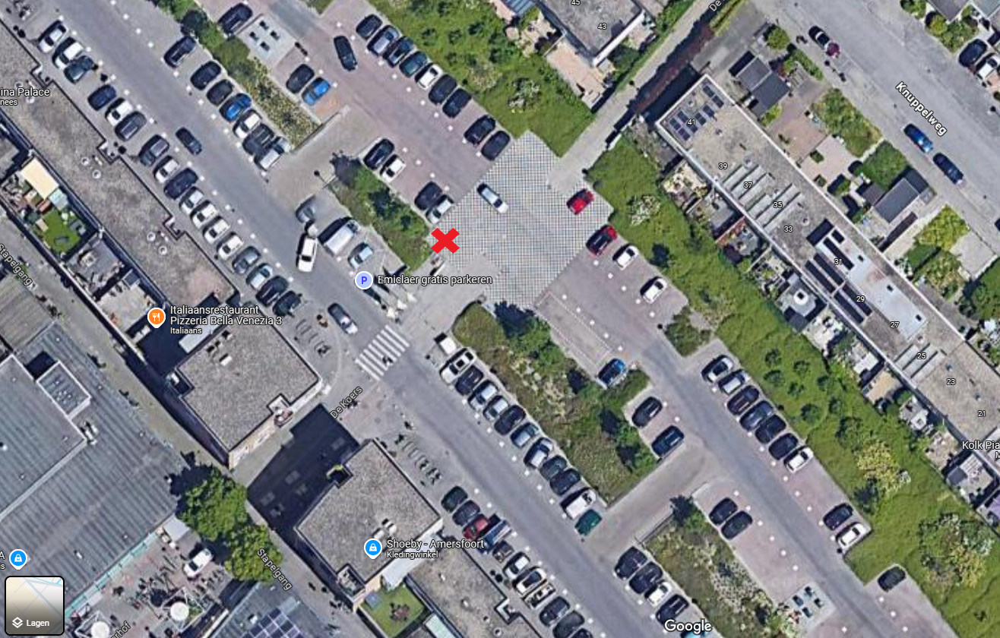 45
43
De
ina Palace
nees
Knuppelweg
41
39
37
35
33
31
29
27
25
23
21
Stapelgang
P Emiclaer gratis parkeren
Italiaansrestaurant
Pizzeria Bella Venezia 3
Italiaans
De Koers
Kolk Pia
M
Shoeby - Amersfoort
Kledingwinkel
A
s
Stapelgang
rhof
Lagen
Google